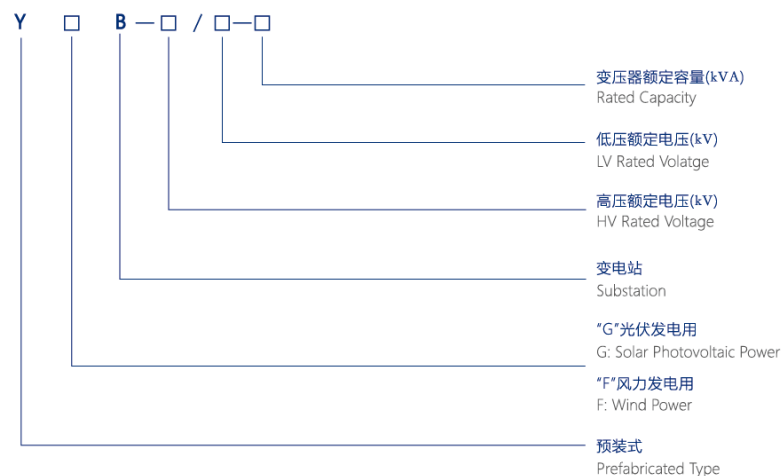 Y □ B — □ / □ — □
变压器额定容量(kVA)
Rated Capacity
低压额定电压(kV)
LV Rated Volatge
高压额定电压(kV)
HV Rated Voltage
变电站
Substation
“G”光伏发电用
G: Solar Photovoltaic Power
“F”风力发电用
F: Wind Power
预装式
Prefabricated Type